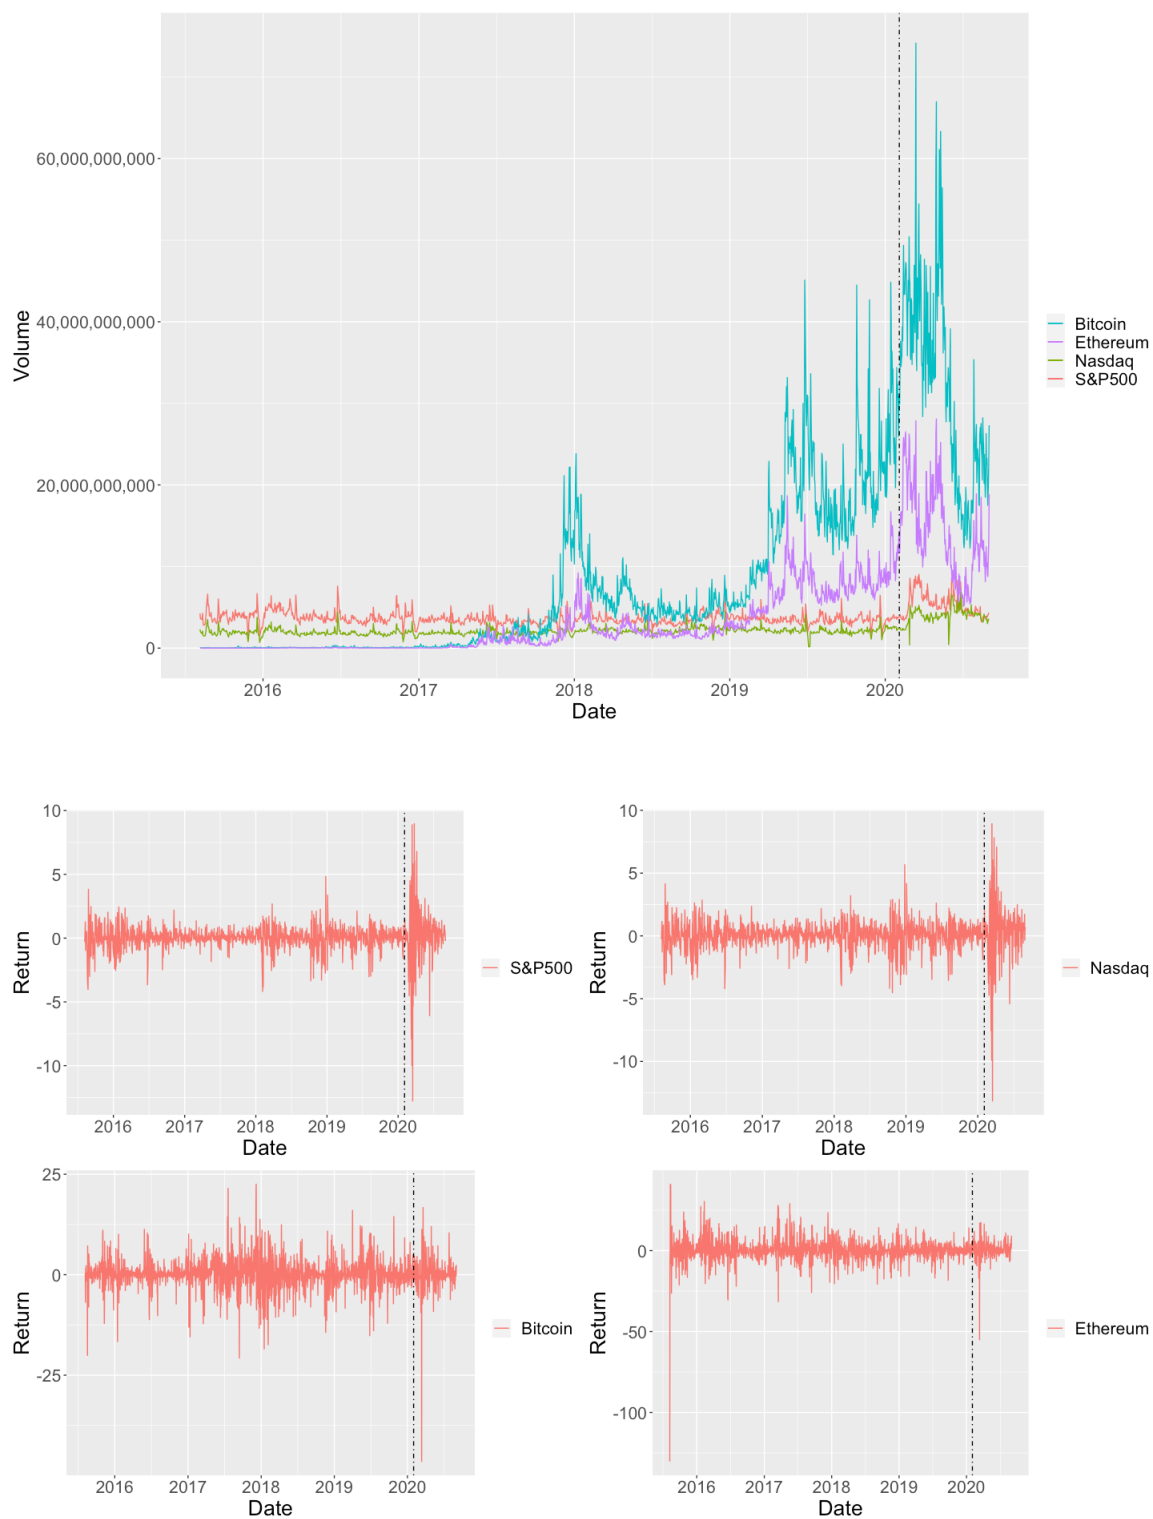 Volume
60,000,000,000
40,000,000,000
20,000,000,000
0
2016 2017 2018 2019 2020
Date
Bitcoin
Ethereum
Nasdaq
S&P500
Return
10
5
0
-5
-10
2016 2017 2018 2019 2020
Date
S&P500
Return
10
5
0
-5
-10
2016 2017 2018 2019 2020
Date
Nasdaq
Return
25
0
-25
2016 2017 2018 2019 2020
Date
Bitcoin
Return
0
-50
-100
2016 2017 2018 2019 2020
Date
Ethereum